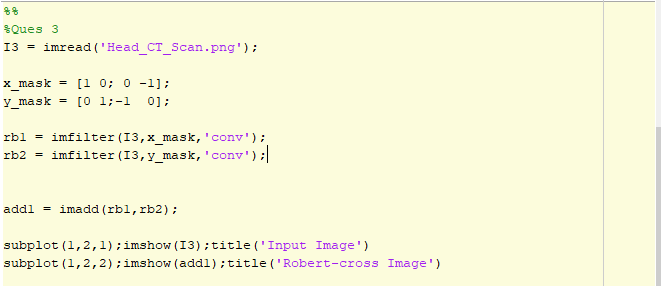 %%
%Ques 3
I3 = imread('Head_CT_Scan.png');
x_mask = [1 0; 0 -1];
y_mask = [0 1;-1  0];
rb1 = imfilter(I3,x_mask,'conv');
rb2 = imfilter(I3,y_mask,'conv');
add1 = imadd(rb1,rb2);
subplot(1,2,1);imshow(I3);title('Input Image')
subplot(1,2,2);imshow(add1);title('Robert-cross Image')